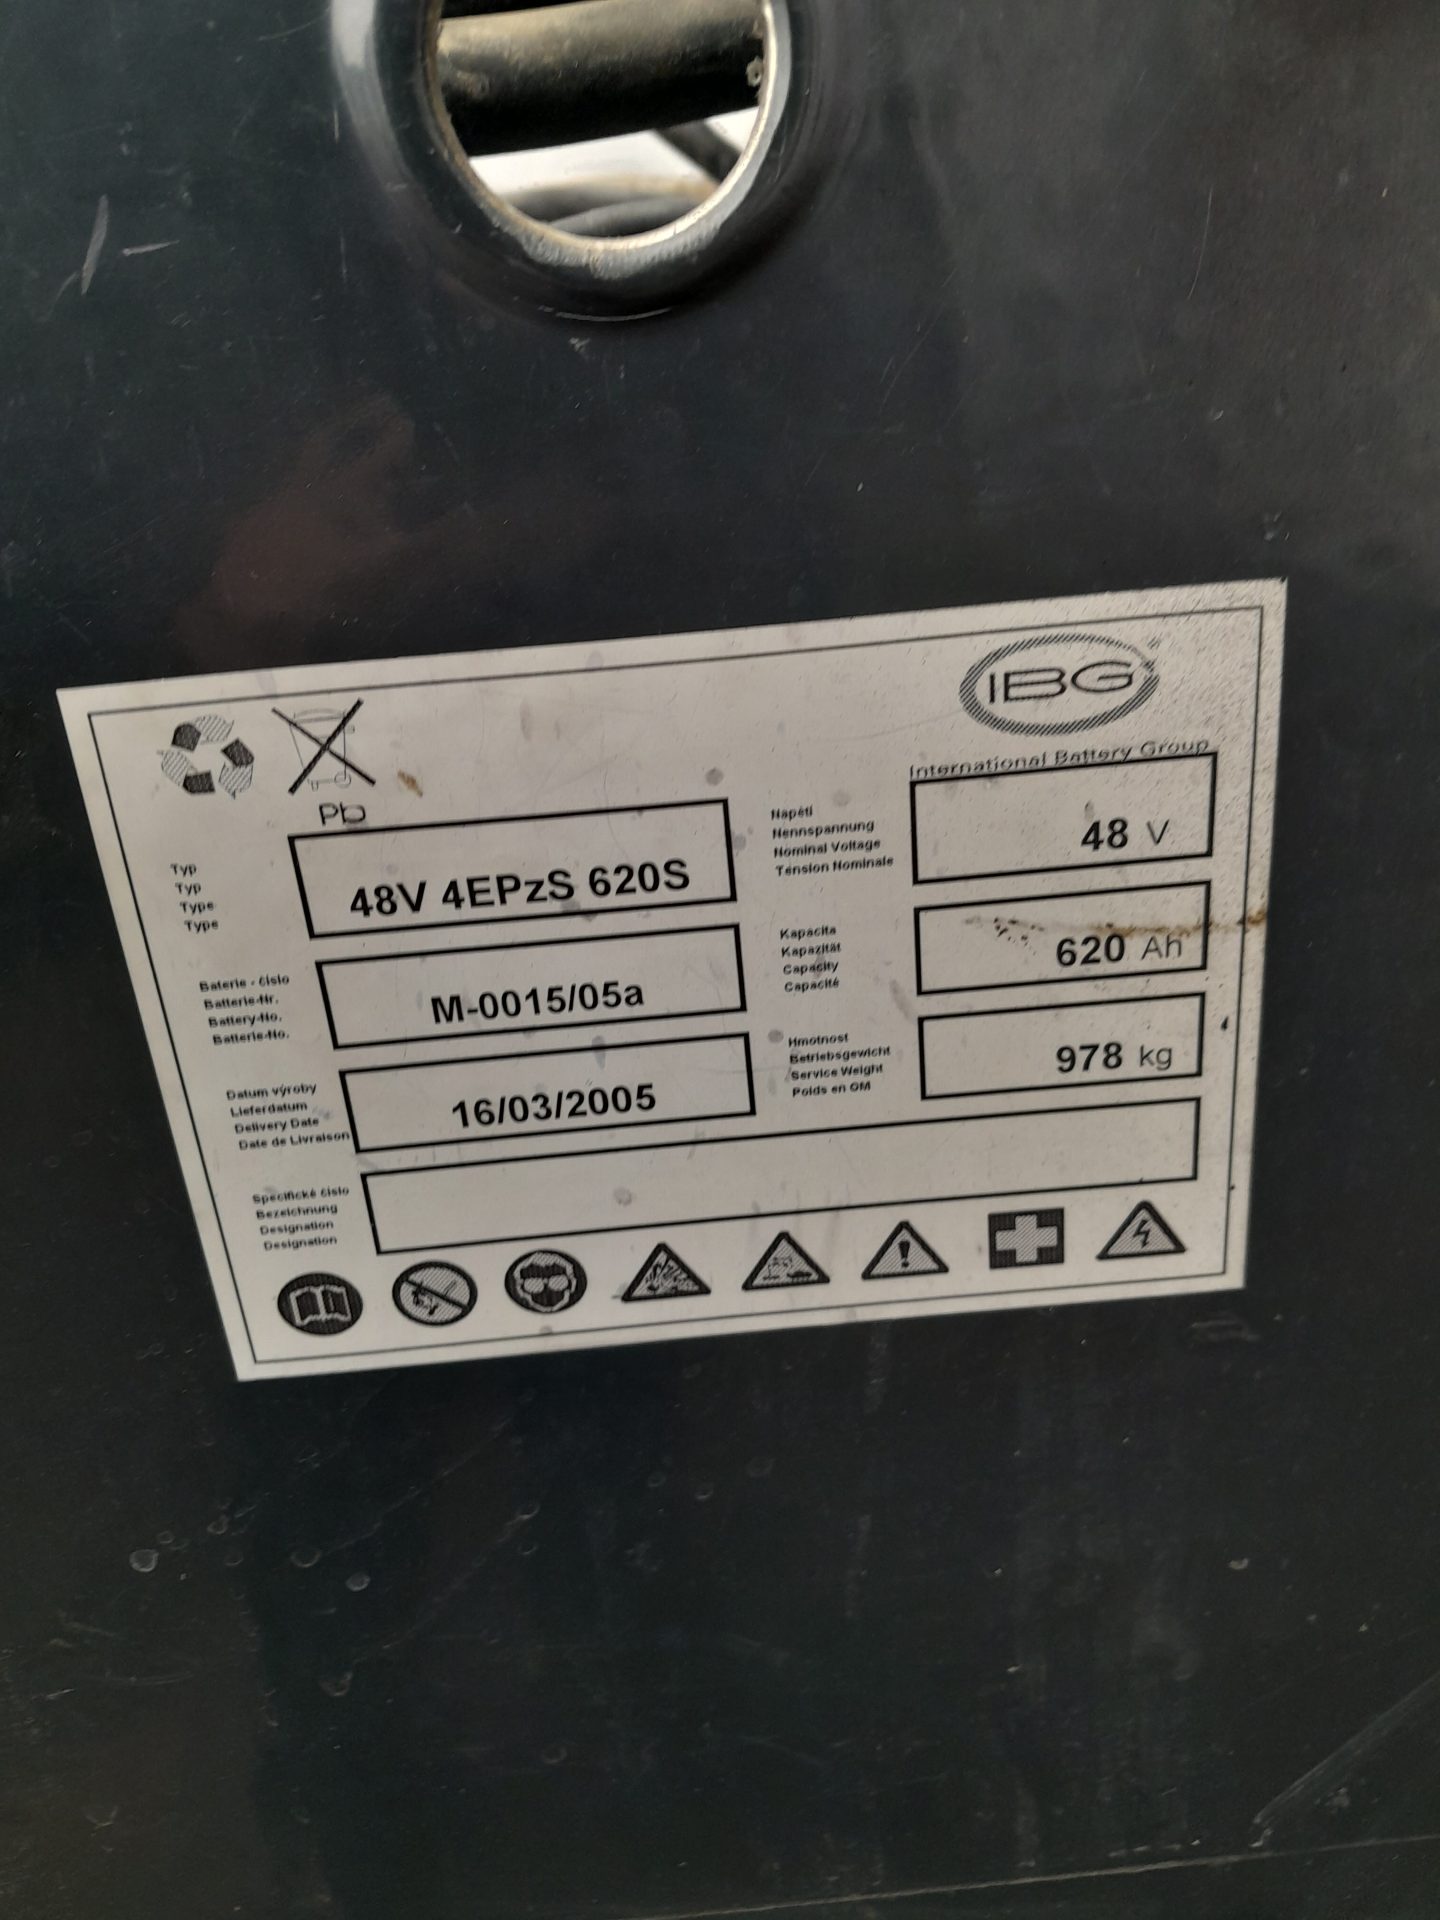 IBG
International Battery Group
Pb
Typ
Typ
Type
Type
48V 4EPzS 620S
Napětí
Nennspannung
Nominal Voltage
Tension Nominale
48 V
Baterie - číslo
Batterie-Nr.
Battery-No.
Batterie-No.
M-0015/05a
Kapacita
Kapazität
Capacity
Capacité
620 Ah
Datum výroby
Lieferdatum
Delivery Date
Date de Livraison
16/03/2005
Hmotnost
Betriebsgewicht
Service Weight
Poids en OM
978 kg
Specifické číslo
Bezeichnung
Designation
Designation